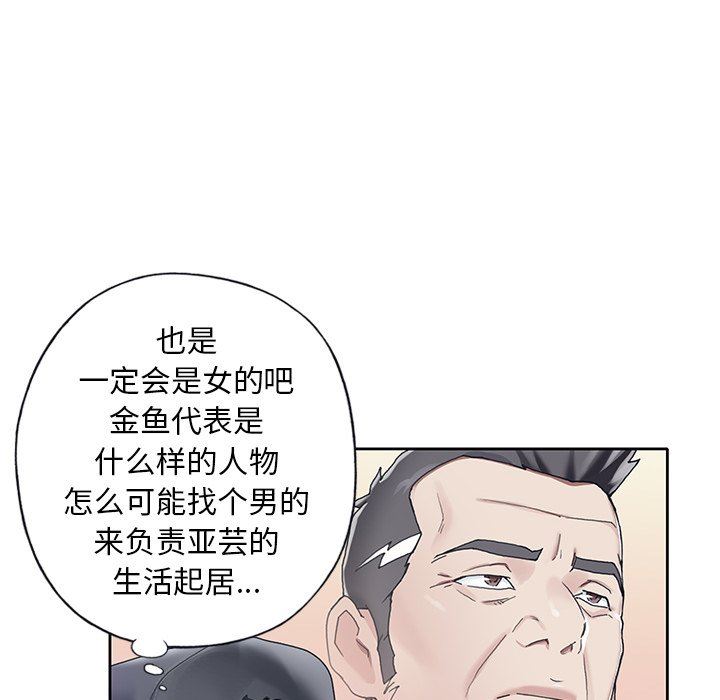 也是
一定会是女的吧
金鱼代表是
什么样的人物
怎么可能找个男的
来负责亚芸的
生活起居...